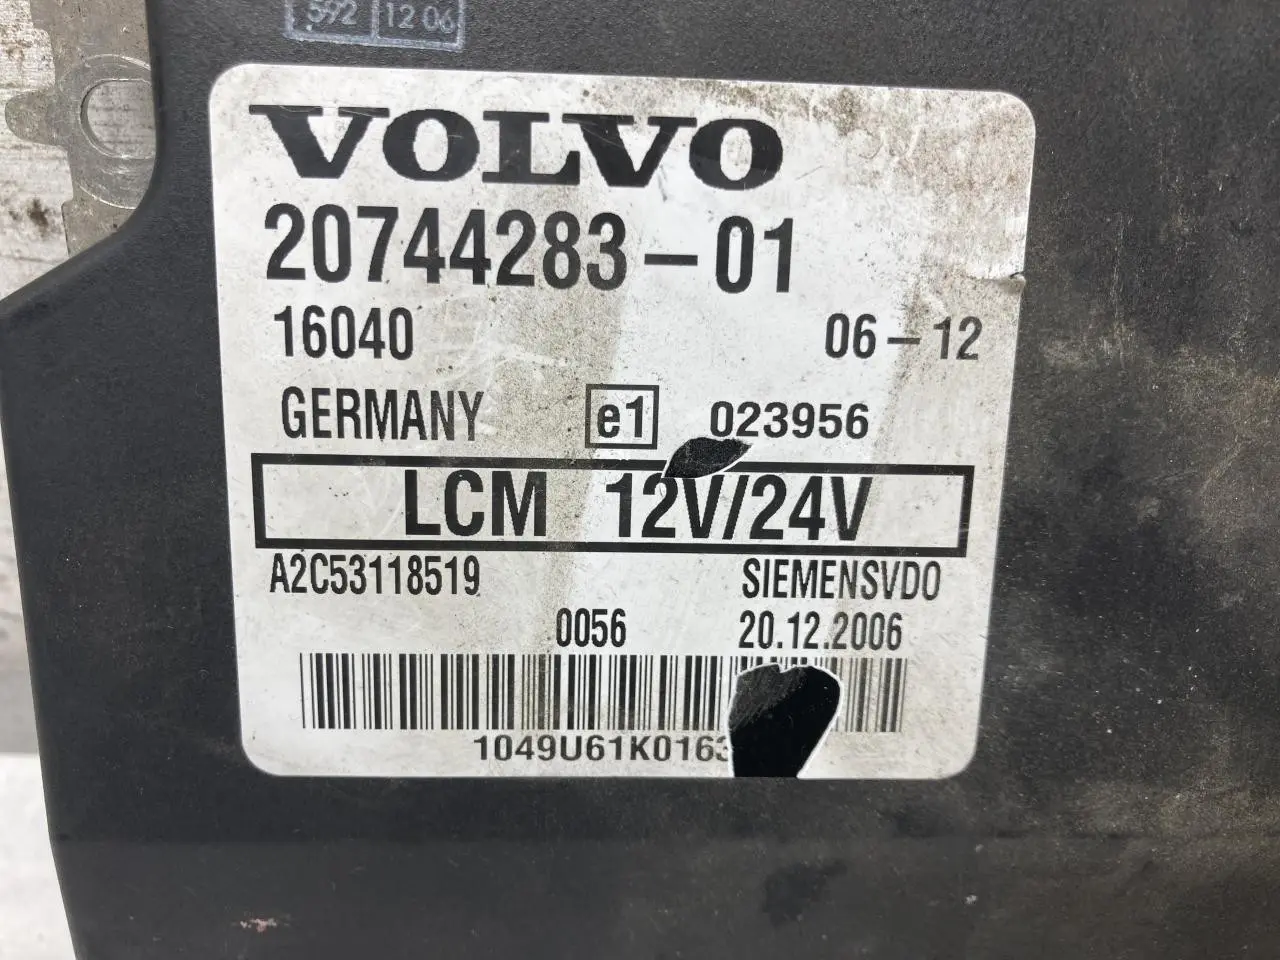 592 12 06
VOLVO
20744283-01
16040 06-12
GERMANY e1 023956
LCM 12V/24V
A2C53118519 SIEMENSVDO
0056 20.12.2006
1049U61K0163